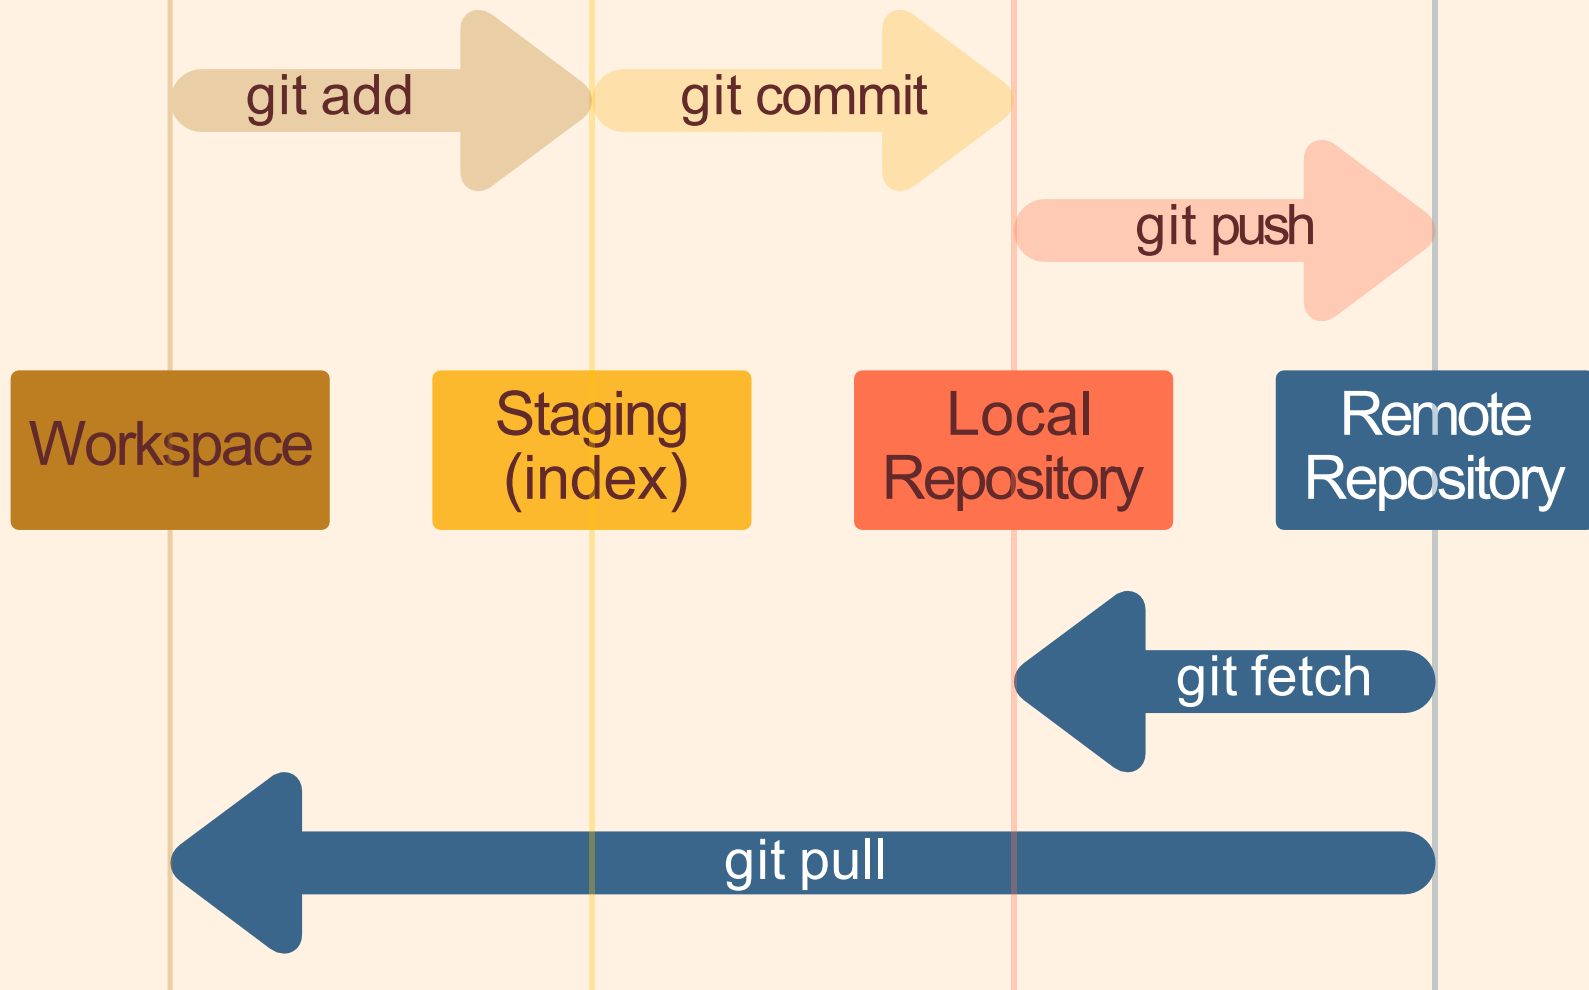 git add
git commit
git push
Workspace
Staging
(index)
Local
Repository
Remote
Repository
git fetch
git pull